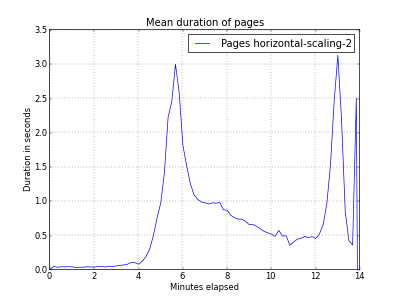 Mean duration of pages
Pages horizontal-scaling-2
Duration in seconds
3.5
3.0
2.5
2.0
1.5
1.0
0.5
0.0
0 2 4 6 8 10 12 14
Minutes elapsed